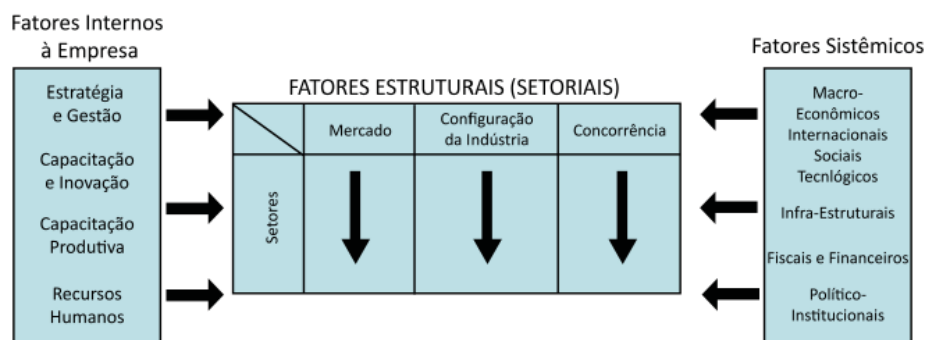 Fatores Internos
à Empresa
Estratégia
e Gestão
Capacitação
e Inovação
Capacitação
Produtiva
Recursos
Humanos
FATORES ESTRUTURAIS (SETORIAIS)
Mercado
Configuração
da Indústria
Concorrência
Setores
Fatores Sistêmicos
Macro-
Econômicos
Internacionais
Sociais
Tecnlógicos
Infra-Estruturais
Fiscais e Financeiros
Político-
Institucionais